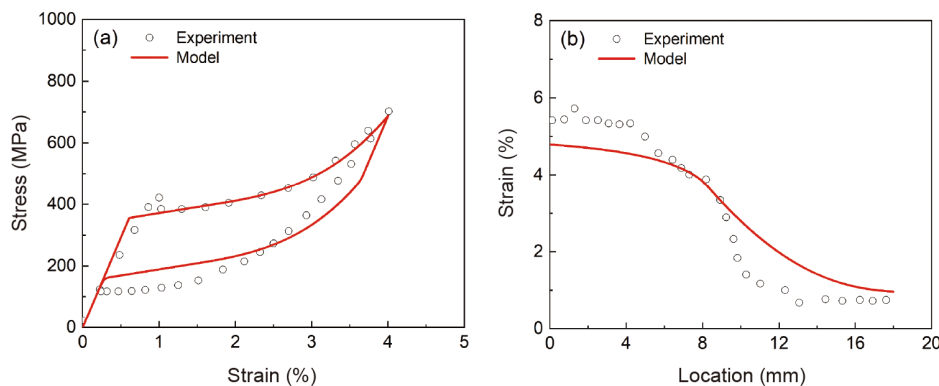 (a)
Experiment
Model
1000
800
600
400
200
0
Stress (MPa)
0 1 2 3 4 5
Strain (%)
(b)
Experiment
Model
8
6
4
2
0
Strain (%)
0 4 8 12 16 20
Location (mm)